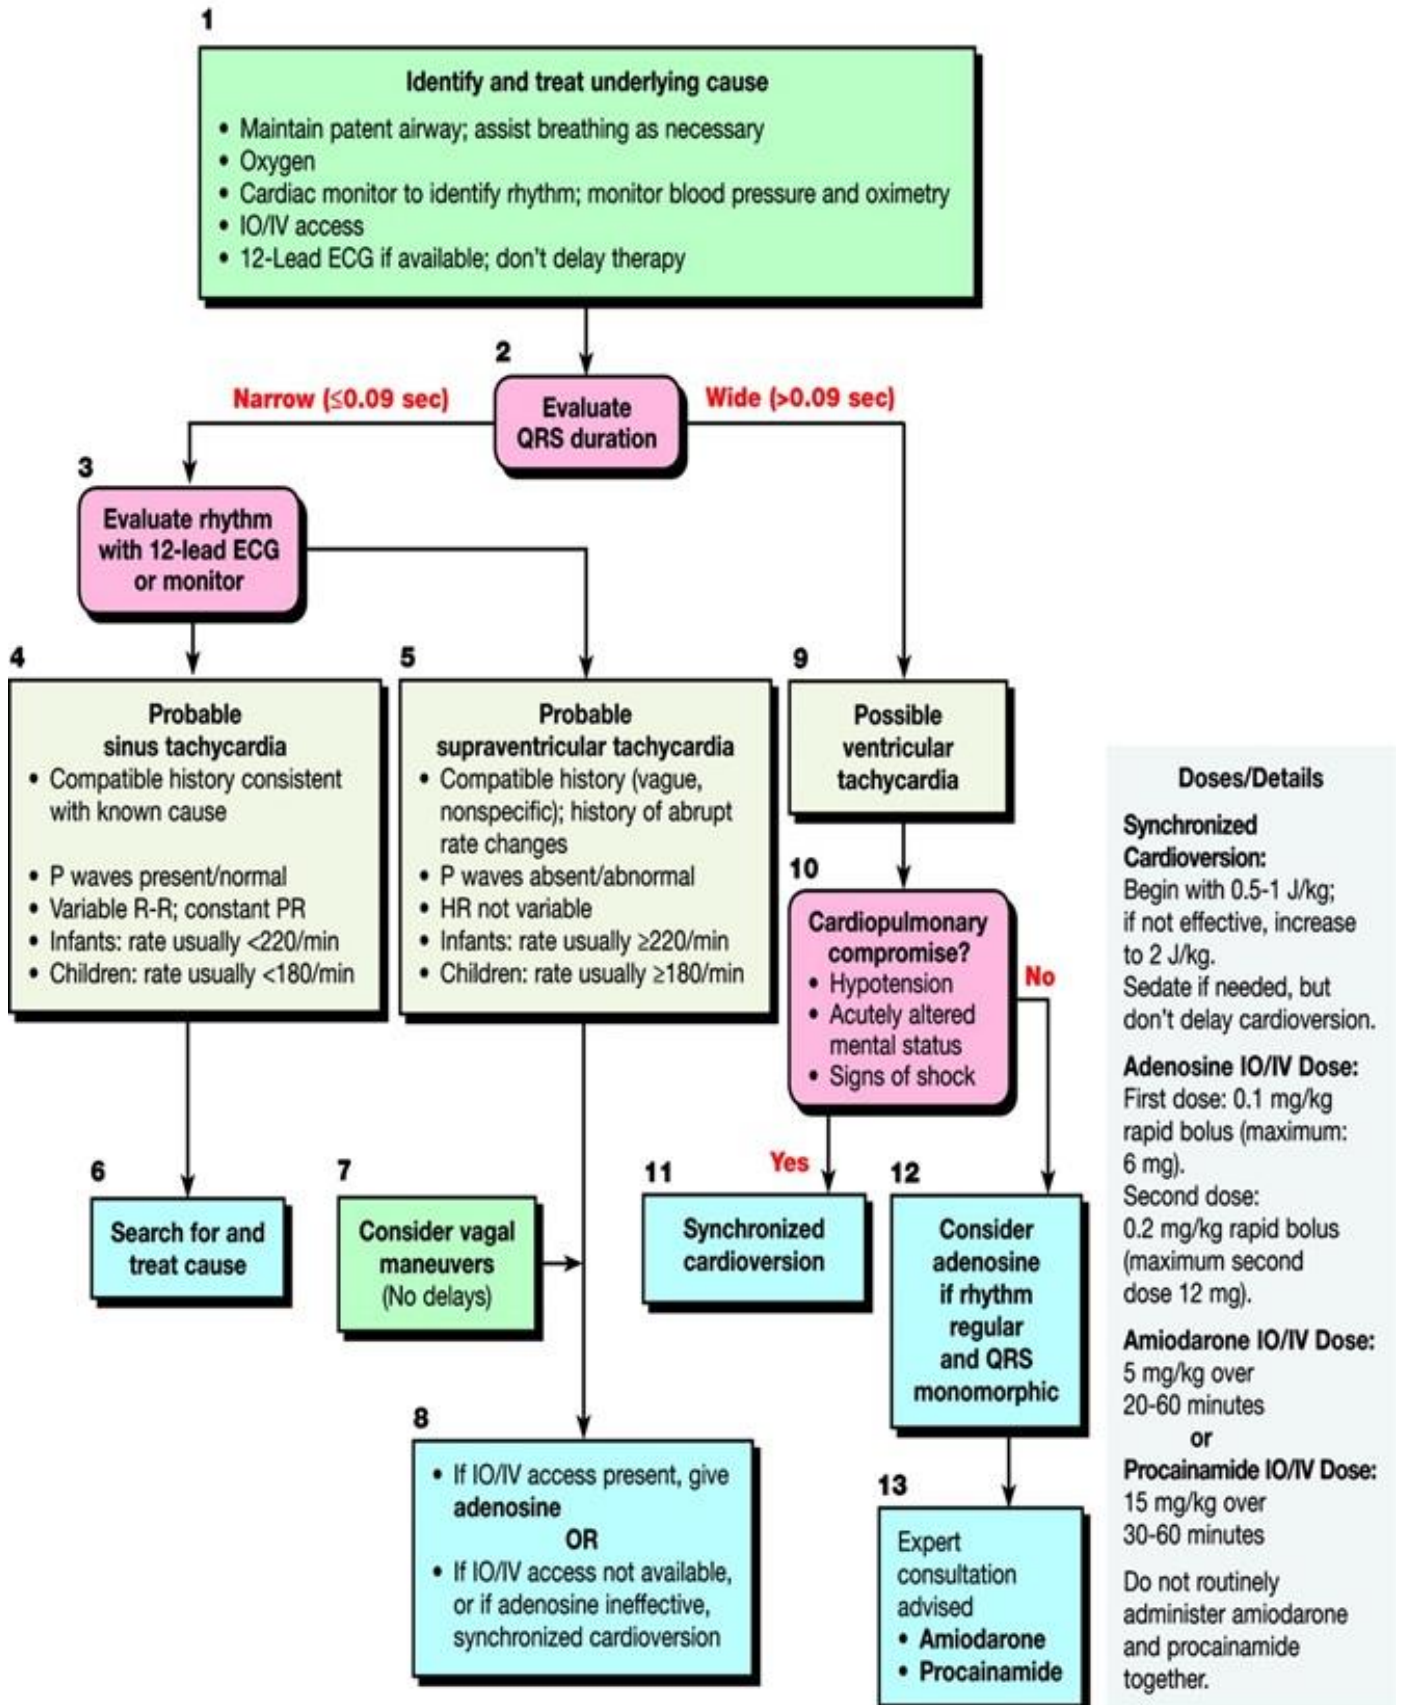 1
Identify and treat underlying cause
• Maintain patent airway; assist breathing as necessary
• Oxygen
• Cardiac monitor to identify rhythm; monitor blood pressure and oximetry
• IO/IV access
• 12-Lead ECG if available; don't delay therapy
2
Narrow (≤0.09 sec)
Evaluate
QRS duration
Wide (>0.09 sec)
3
Evaluate rhythm
with 12-lead ECG
or monitor
4
Probable
sinus tachycardia
• Compatible history consistent
with known cause
• P waves present/normal
• Variable R-R; constant PR
• Infants: rate usually <220/min
• Children: rate usually <180/min
5
Probable
supraventricular tachycardia
• Compatible history (vague,
nonspecific); history of abrupt
rate changes
• P waves absent/abnormal
• HR not variable
• Infants: rate usually ≥220/min
• Children: rate usually ≥180/min
9
Possible
ventricular
tachycardia
10
Cardiopulmonary
compromise?
• Hypotension
• Acutely altered
mental status
• Signs of shock
No
Yes
6
Search for and
treat cause
7
Consider vagal
maneuvers
(No delays)
11
Synchronized
cardioversion
12
Consider
adenosine
if rhythm
regular
and QRS
monomorphic
8
• If IO/IV access present, give
adenosine
OR
• If IO/IV access not available,
or if adenosine ineffective,
synchronized cardioversion
13
Expert
consultation
advised
• Amiodarone
• Procainamide
Doses/Details
Synchronized
Cardioversion:
Begin with 0.5-1 J/kg;
if not effective, increase
to 2 J/kg.
Sedate if needed, but
don't delay cardioversion.
Adenosine IO/IV Dose:
First dose: 0.1 mg/kg
rapid bolus (maximum:
6 mg).
Second dose:
0.2 mg/kg rapid bolus
(maximum second
dose 12 mg).
Amiodarone IO/IV Dose:
5 mg/kg over
20-60 minutes
or
Procainamide IO/IV Dose:
15 mg/kg over
30-60 minutes
Do not routinely
administer amiodarone
and procainamide
together.